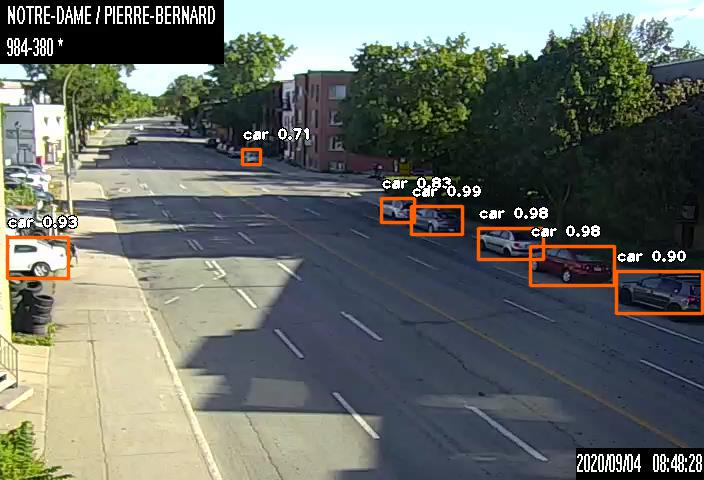 NOTRE-DAME / PIERRE-BERNARD
984-380 *
car 0.71
car 0.83
car 0.99
car 0.93
car 0.98
car 0.98
car 0.90
2020/09/04 08:48:28